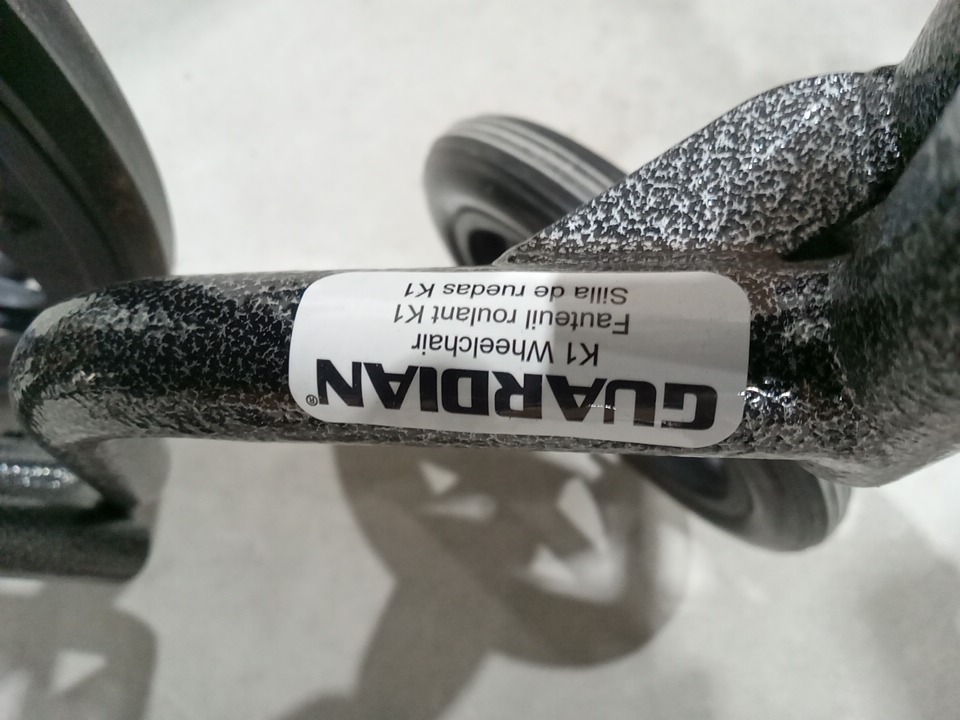 GUARDIAN®
K1 Wheelchair
Fauteuil roulant K1
Silla de ruedas K1